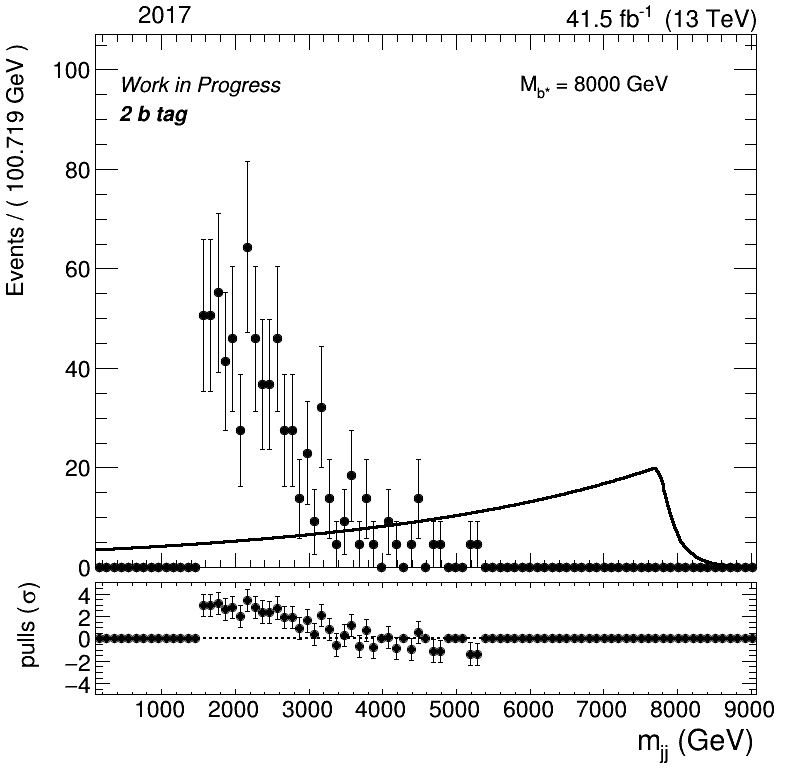 2017
41.5 fb⁻¹ (13 TeV)
Work in Progress
2 b tag
M_b* = 8000 GeV
Events / ( 100.719 GeV )
100
80
60
40
20
0
pulls (σ)
4
2
0
−2
−4
1000 2000 3000 4000 5000 6000 7000 8000 9000
m_jj (GeV)